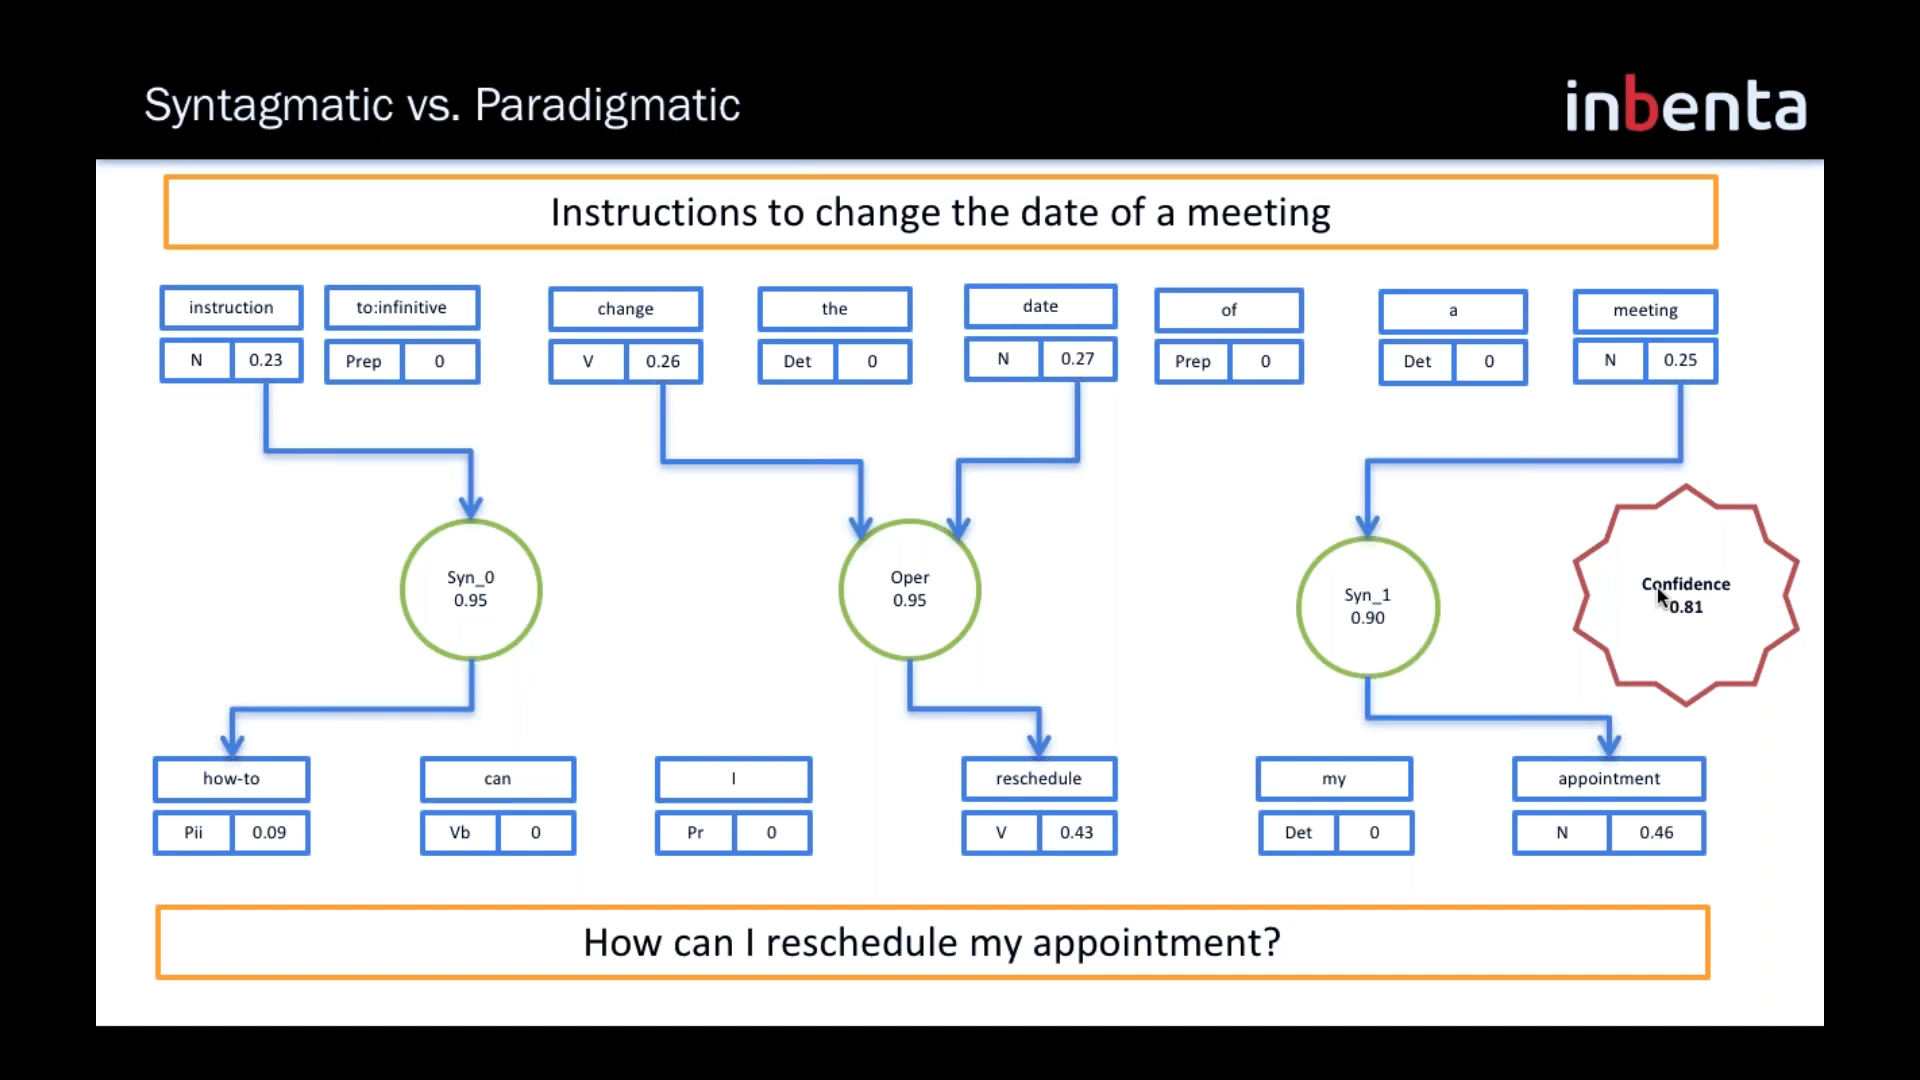 Syntagmatic vs. Paradigmatic
inbenta
Instructions to change the date of a meeting
instruction
to:infinitive
change
the
date
of
a
meeting
N 0.23
Prep 0
V 0.26
Det 0
N 0.27
Prep 0
Det 0
N 0.25
Syn_0
0.95
Oper
0.95
Syn_1
0.90
Confidence
0.81
how-to
can
I
reschedule
my
appointment
Pii 0.09
Vb 0
Pr 0
V 0.43
Det 0
N 0.46
How can I reschedule my appointment?